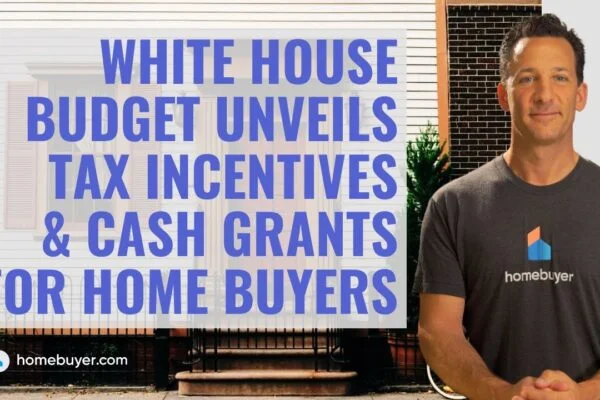 WHITE HOUSE
BUDGET UNVEILS
TAX INCENTIVES
& CASH GRANTS
FOR HOME BUYERS
homebuyer
homebuyer.com